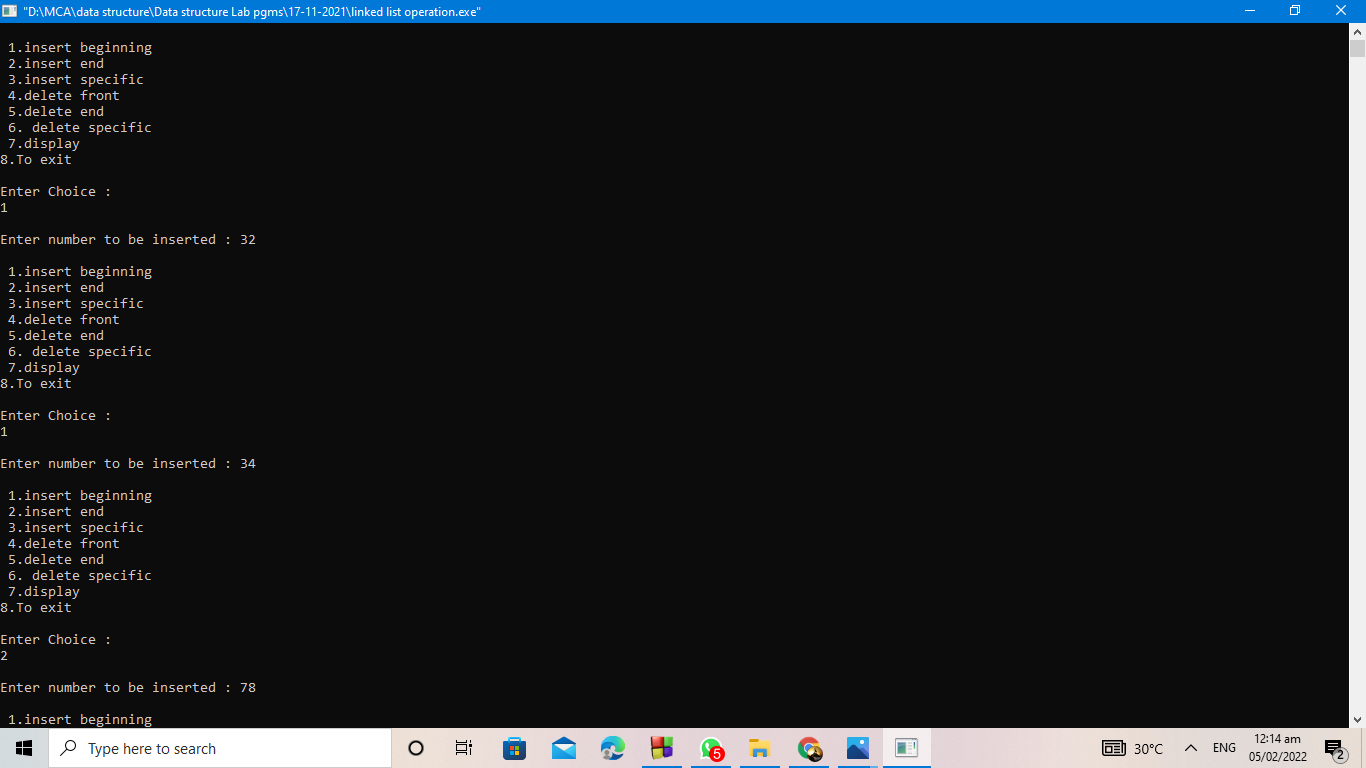 "D:\MCA\data structure\Data structure Lab pgms\17-11-2021\linked list operation.exe"
1.insert beginning
2.insert end
3.insert specific
4.delete front
5.delete end
6. delete specific
7.display
8.To exit
Enter Choice :
1
Enter number to be inserted : 32
1.insert beginning
2.insert end
3.insert specific
4.delete front
5.delete end
6. delete specific
7.display
8.To exit
Enter Choice :
1
Enter number to be inserted : 34
1.insert beginning
2.insert end
3.insert specific
4.delete front
5.delete end
6. delete specific
7.display
8.To exit
Enter Choice :
2
Enter number to be inserted : 78
1.insert beginning
Type here to search
5
30°C
ENG
12:14 am
05/02/2022
2